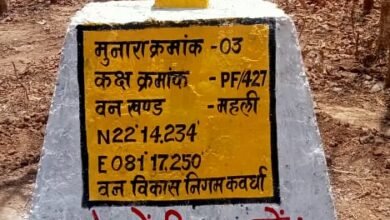 मुनारा क्रमांक - 03
कक्ष क्रमांक - PF/427
वन खण्ड - महली
N22°14.234'
E081°17.250'
वन विकास निगम कवर्धा